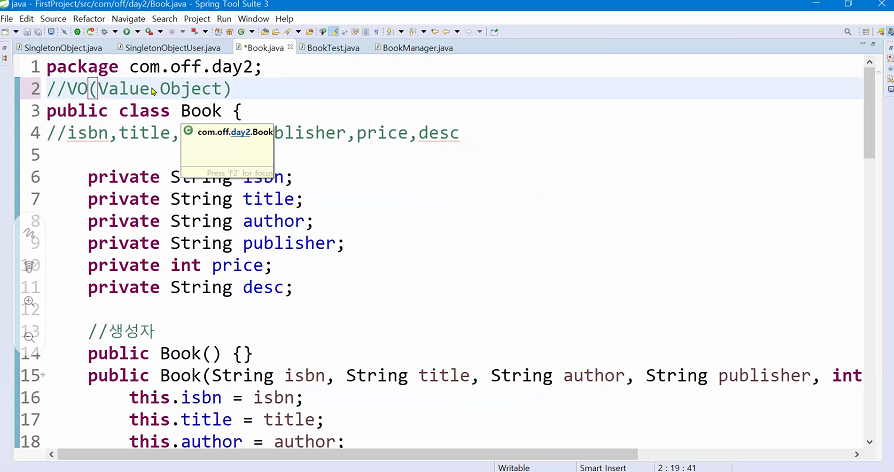 java - FirstProject/src/com/off/day2/Book.java - Spring Tool Suite 3
File Edit Source Refactor Navigate Search Project Run Window Help
SingletonObject.java SingletonObjectUser.java *Book.java BookTest.java BookManager.java
1 package com.off.day2;
2 //VO(Value Object)
3 public class Book {
4 //isbn,title, blisher,price,desc
com.off.day2.Book
Press 'F2' for focus
5
6 private String isbn;
7 private String title;
8 private String author;
9 private String publisher;
10 private int price;
11 private String desc;
12
13 //생성자
14 public Book() {}
15 public Book(String isbn, String title, String author, String publisher, int
16 this.isbn = isbn;
17 this.title = title;
18 this.author = author;
Writable Smart Insert 2 : 19 : 41